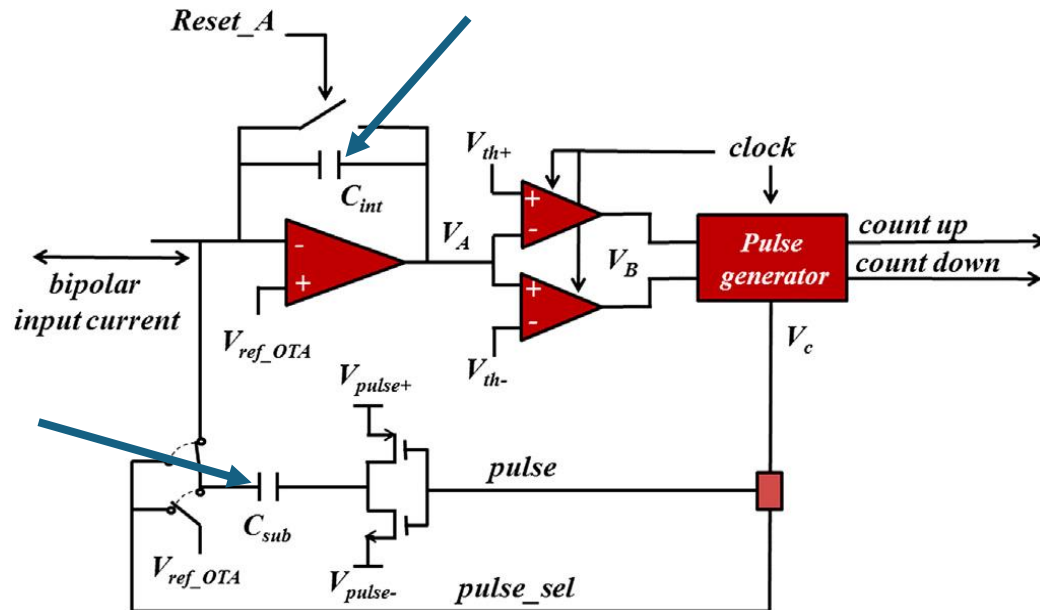 Reset_A
C_int
V_th+
clock
V_A
V_B
Pulse
generator
count up
count down
bipolar
input current
-
+
V_ref_OTA
+
-
+
-
V_th-
V_c
V_pulse+
pulse
C_sub
V_ref_OTA
V_pulse-
pulse_sel